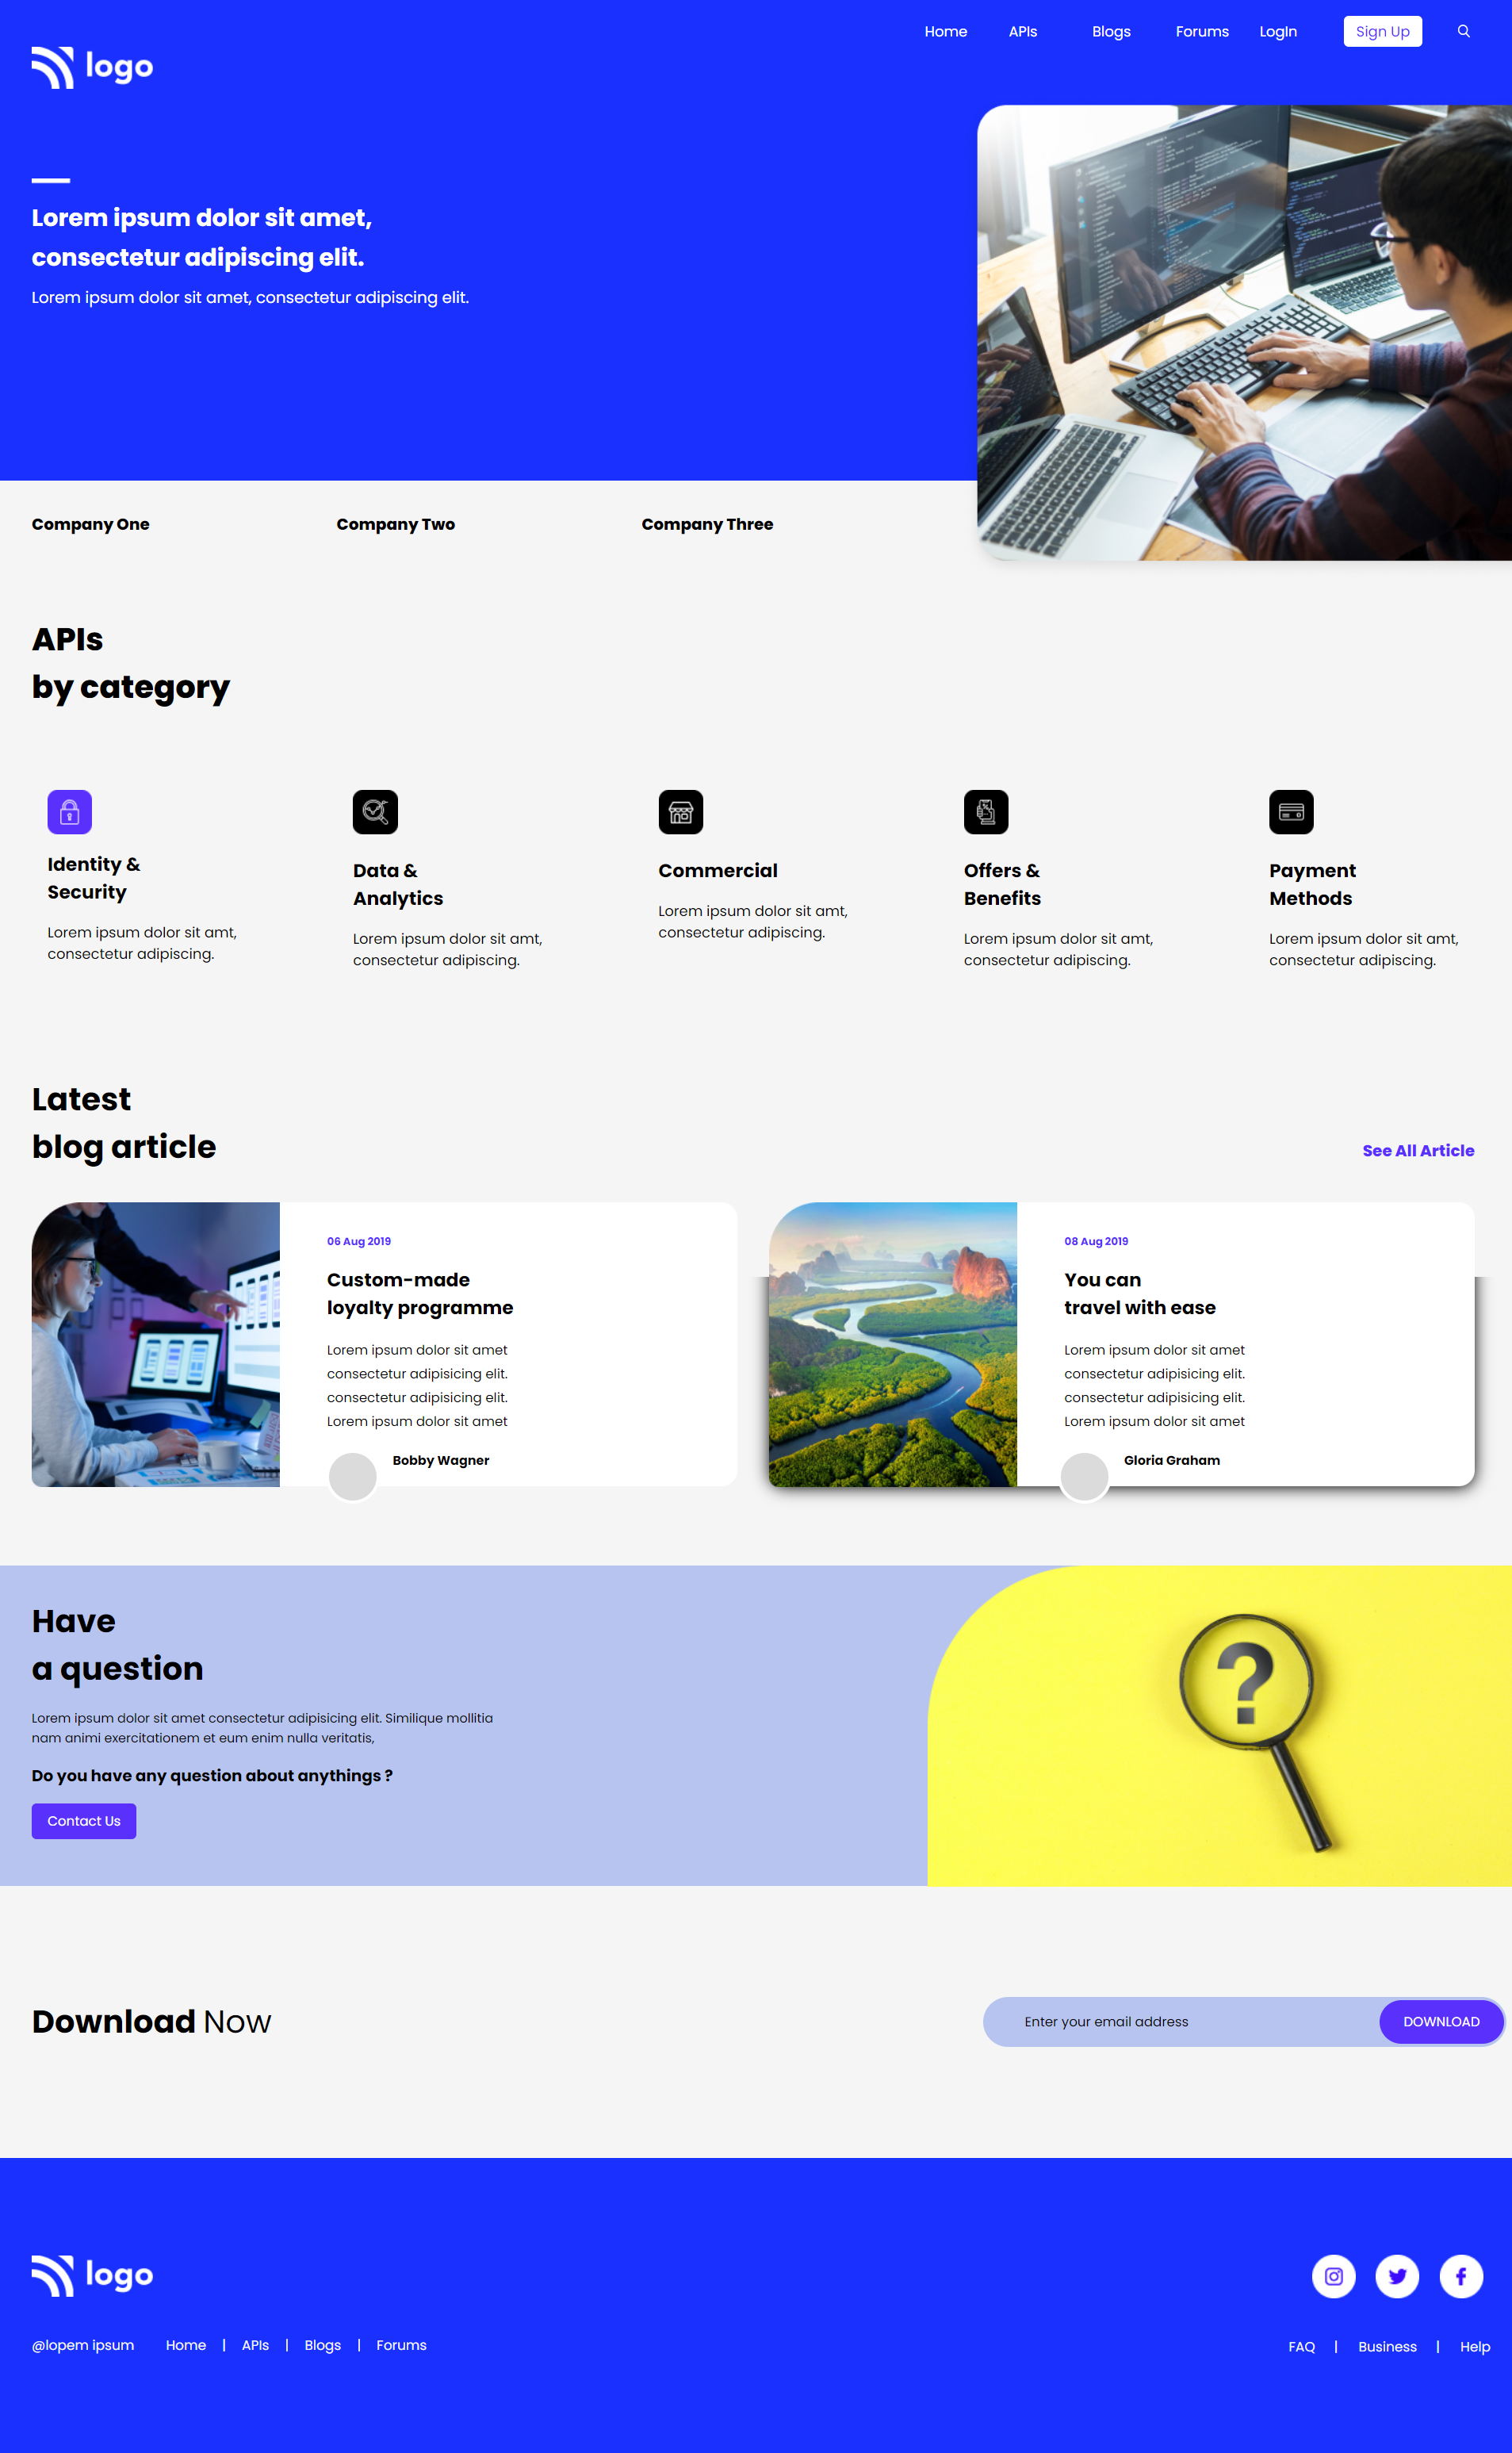 Home APIs Blogs Forums LogIn Sign Up
logo
Lorem ipsum dolor sit amet,
consectetur adipiscing elit.
Lorem ipsum dolor sit amet, consectetur adipiscing elit.
Company One Company Two Company Three
APIs
by category
Identity &
Security
Lorem ipsum dolor sit amt,
consectetur adipiscing.
Data &
Analytics
Lorem ipsum dolor sit amt,
consectetur adipiscing.
Commercial
Lorem ipsum dolor sit amt,
consectetur adipiscing.
Offers &
Benefits
Lorem ipsum dolor sit amt,
consectetur adipiscing.
Payment
Methods
Lorem ipsum dolor sit amt,
consectetur adipiscing.
Latest
blog article
See All Article
06 Aug 2019
Custom-made
loyalty programme
Lorem ipsum dolor sit amet
consectetur adipisicing elit.
consectetur adipisicing elit.
Lorem ipsum dolor sit amet
Bobby Wagner
08 Aug 2019
You can
travel with ease
Lorem ipsum dolor sit amet
consectetur adipisicing elit.
consectetur adipisicing elit.
Lorem ipsum dolor sit amet
Gloria Graham
Have
a question
Lorem ipsum dolor sit amet consectetur adipisicing elit. Similique mollitia
nam animi exercitationem et eum enim nulla veritatis,
Do you have any question about anythings ?
Contact Us
?
Download Now
Enter your email address
DOWNLOAD
logo
@lopem ipsum Home | APIs | Blogs | Forums
FAQ | Business | Help